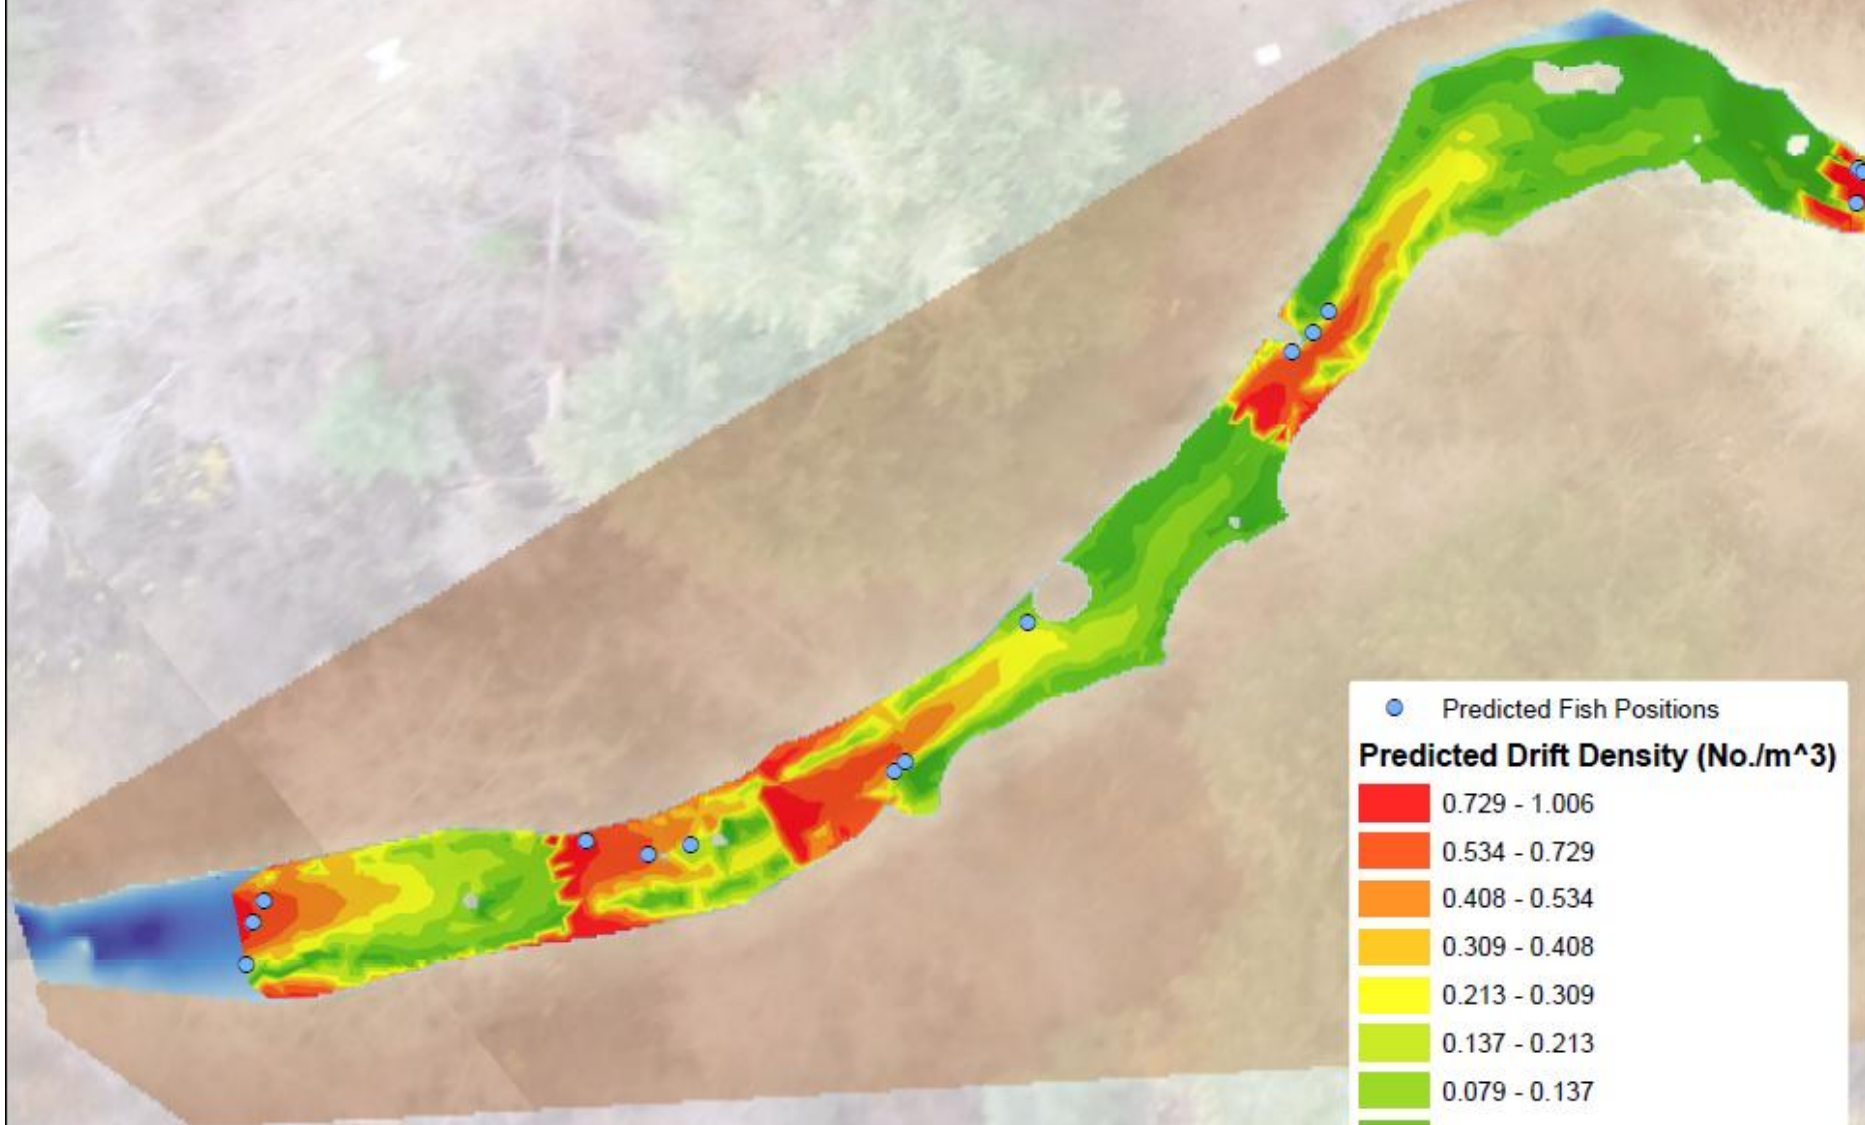 Predicted Fish Positions
Predicted Drift Density (No./m^3)
0.729 - 1.006
0.534 - 0.729
0.408 - 0.534
0.309 - 0.408
0.213 - 0.309
0.137 - 0.213
0.079 - 0.137